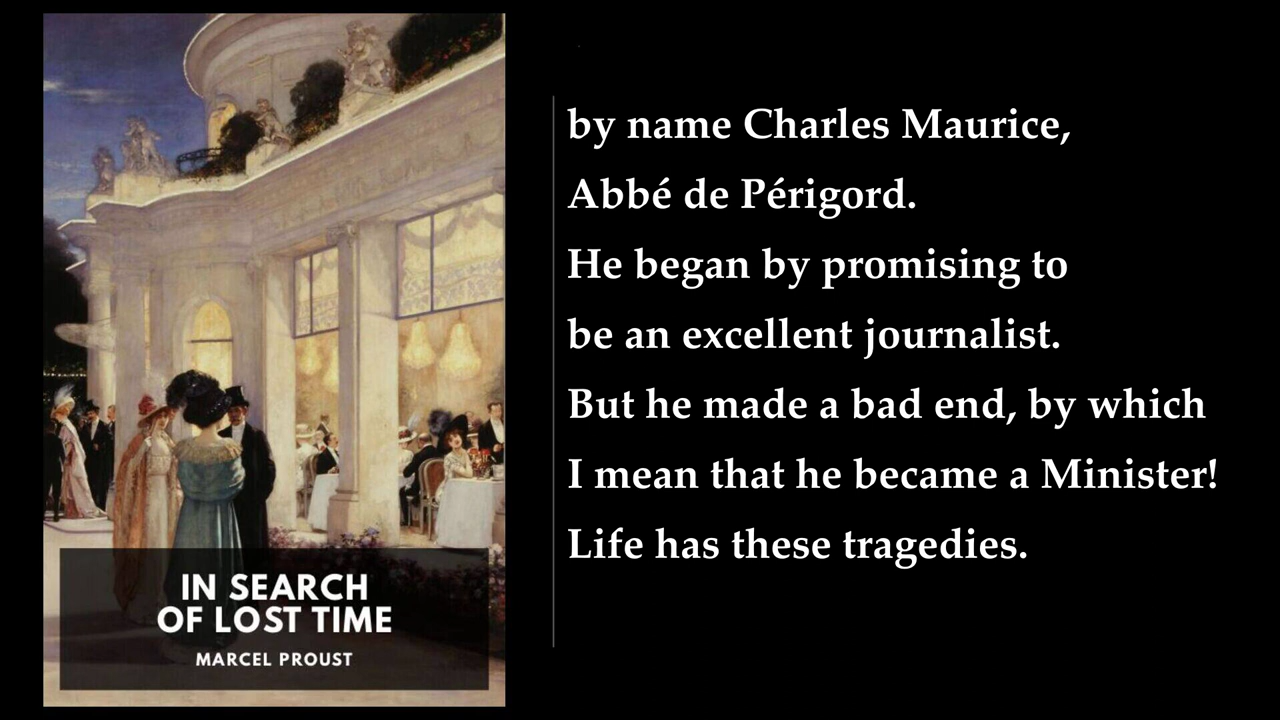 IN SEARCH
OF LOST TIME
MARCEL PROUST
by name Charles Maurice,
Abbé de Périgord.
He began by promising to
be an excellent journalist.
But he made a bad end, by which
I mean that he became a Minister!
Life has these tragedies.